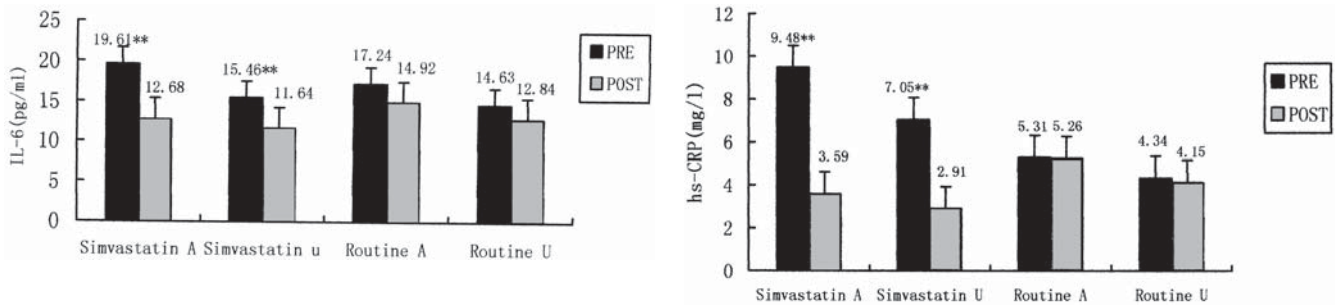 25
20
15
10
5
0
IL-6(pg/ml)
19.61**
12.68
15.46**
11.64
17.24
14.92
14.63
12.84
PRE
POST
Simvastatin A
Simvastatin u
Routine A
Routine U
12
10
8
6
4
2
0
hs-CRP(mg/l)
9.48**
3.59
7.05**
2.91
5.31
5.26
4.34
4.15
PRE
POST
Simvastatin A
Simvastatin U
Routine A
Routine U